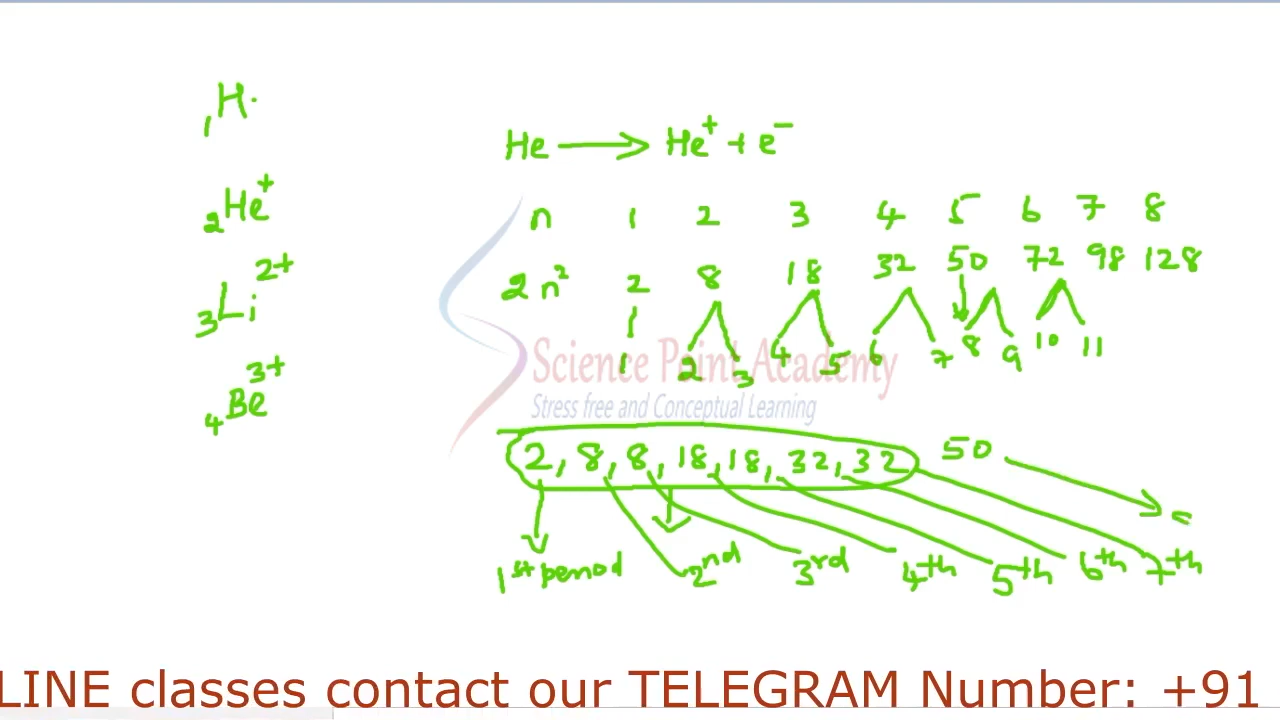 ₁H·
He → He⁺ + e⁻
₂He⁺
n 1 2 3 4 5 6 7 8
2n² 2 8 18 32 50 72 98 128
₃Li²⁺
1 2 3 4 5 6 7 8 9 10 11
Science Point Academy
₄Be³⁺
Stress free and Conceptual Learning
2, 8, 8, 18, 18, 32, 32 50
1st period 2nd 3rd 4th 5th 6th 7th
LINE classes contact our TELEGRAM Number: +91